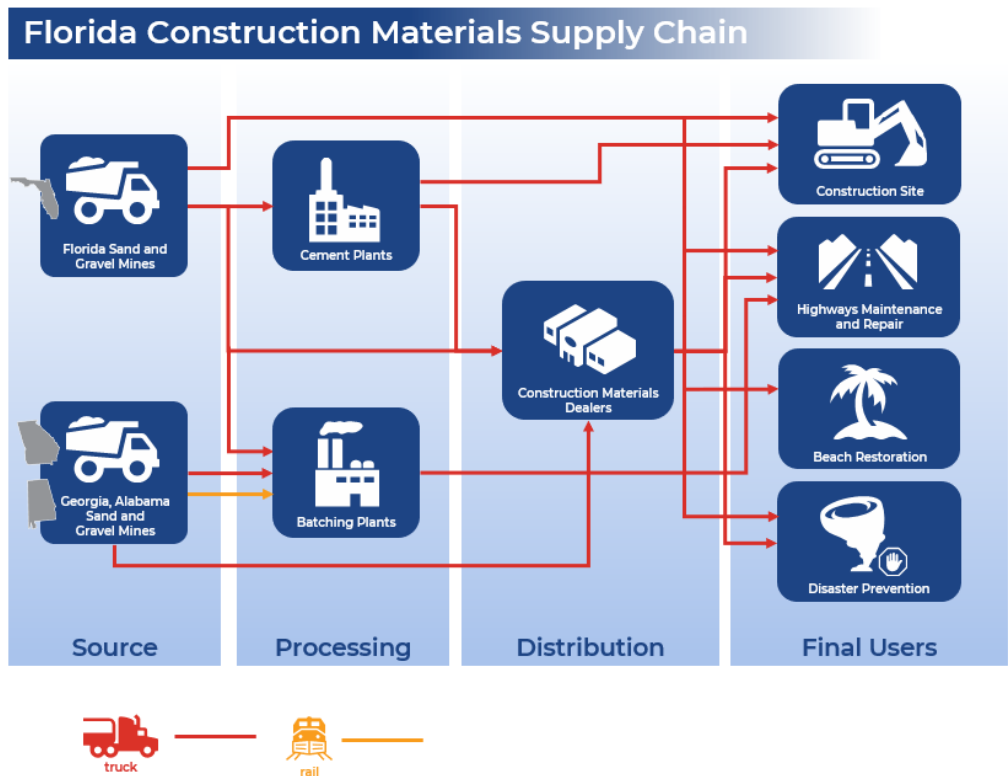 Florida Construction Materials Supply Chain
Florida Sand and
Gravel Mines
Cement Plants
Construction Site
Highways Maintenance
and Repair
Construction Materials
Dealers
Georgia, Alabama
Sand and
Gravel Mines
Batching Plants
Beach Restoration
Disaster Prevention
Source
Processing
Distribution
Final Users
truck
rail